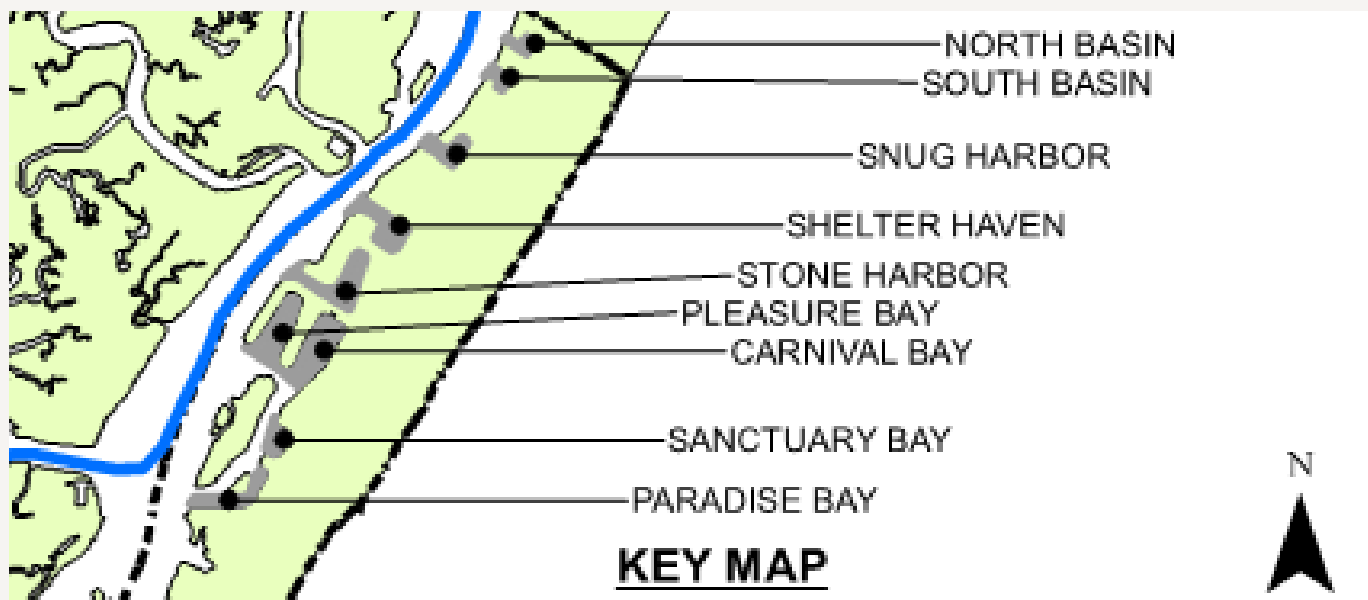 NORTH BASIN
SOUTH BASIN
SNUG HARBOR
SHELTER HAVEN
STONE HARBOR
PLEASURE BAY
CARNIVAL BAY
SANCTUARY BAY
N
PARADISE BAY
KEY MAP